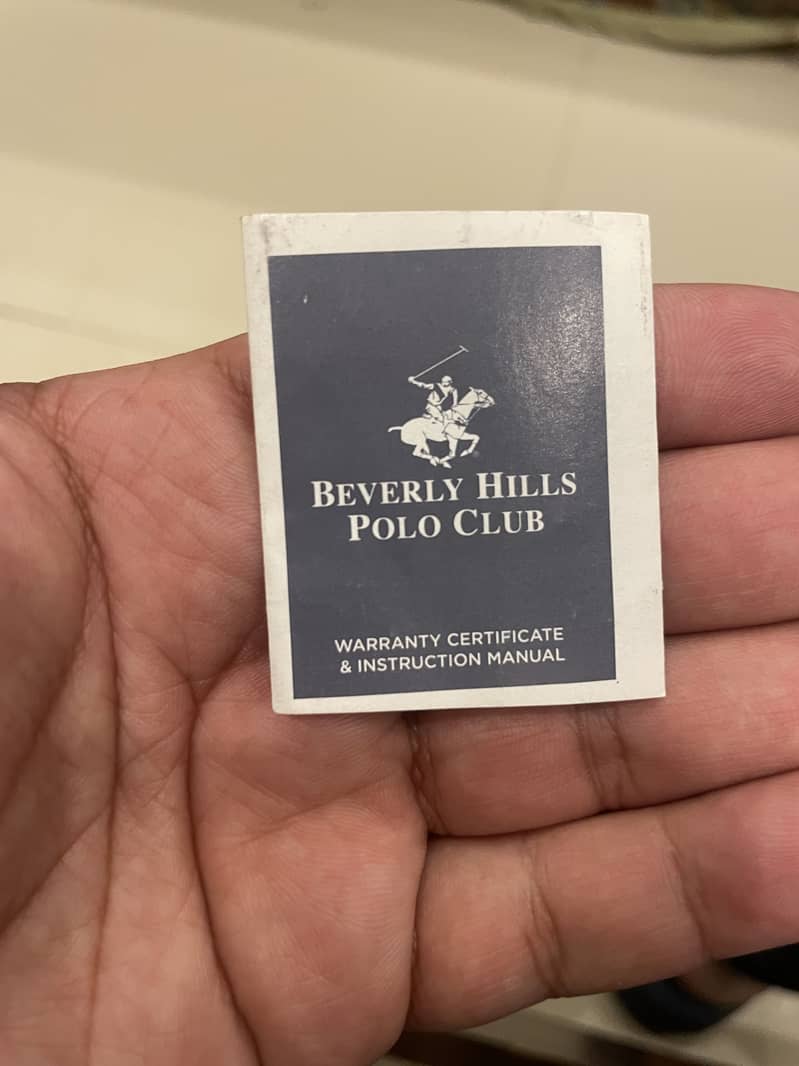 BEVERLY HILLS
POLO CLUB
WARRANTY CERTIFICATE
& INSTRUCTION MANUAL